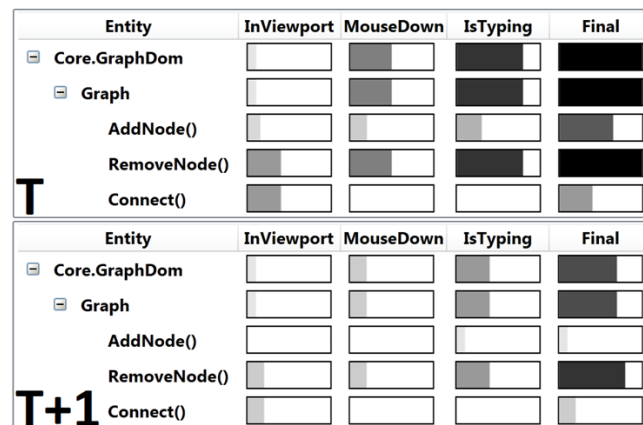 Entity InViewport MouseDown IsTyping Final
Core.GraphDom
Graph
AddNode()
RemoveNode()
T Connect()
Entity InViewport MouseDown IsTyping Final
Core.GraphDom
Graph
AddNode()
RemoveNode()
T+1 Connect()